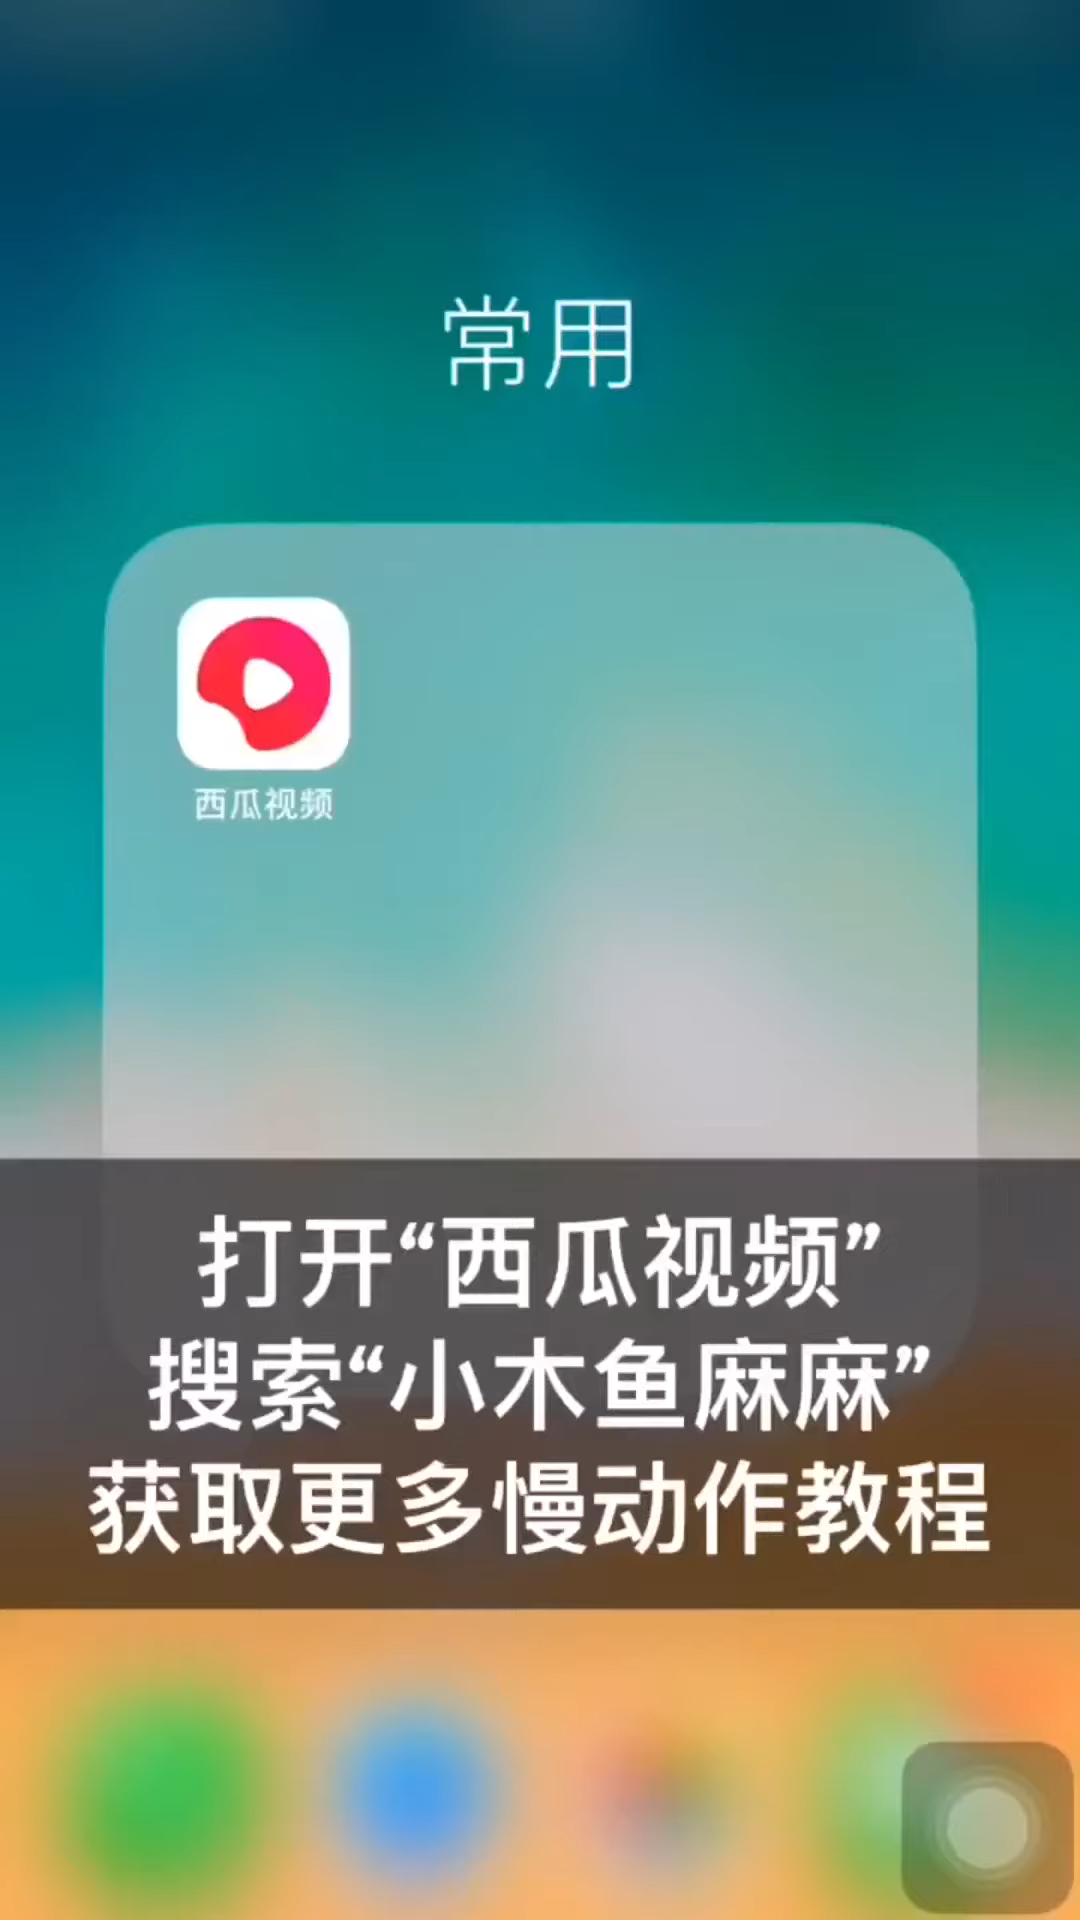 常用
西瓜视频
打开“西瓜视频”
搜索“小木鱼麻麻”
获取更多慢动作教程